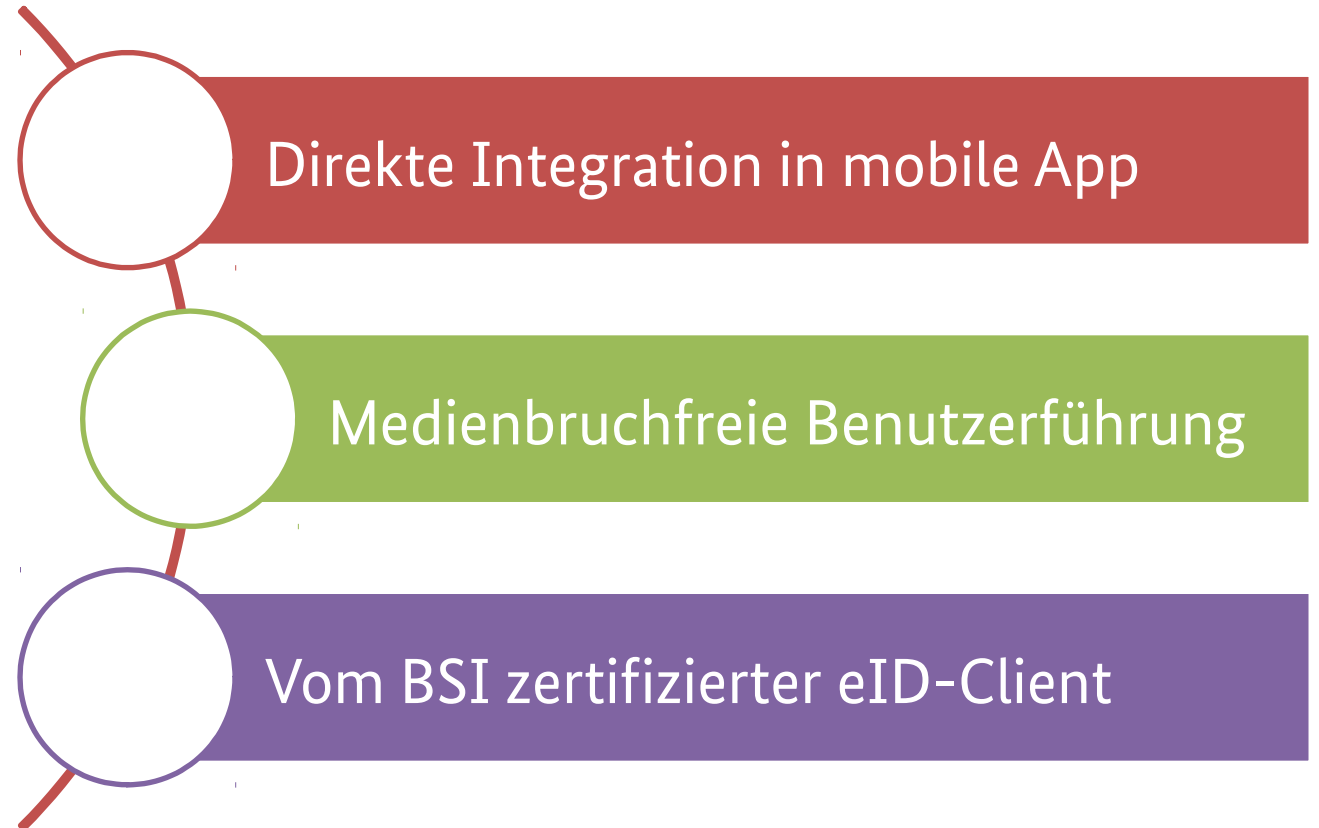 Direkte Integration in mobile App
Medienbruchfreie Benutzerführung
Vom BSI zertifizierter eID-Client